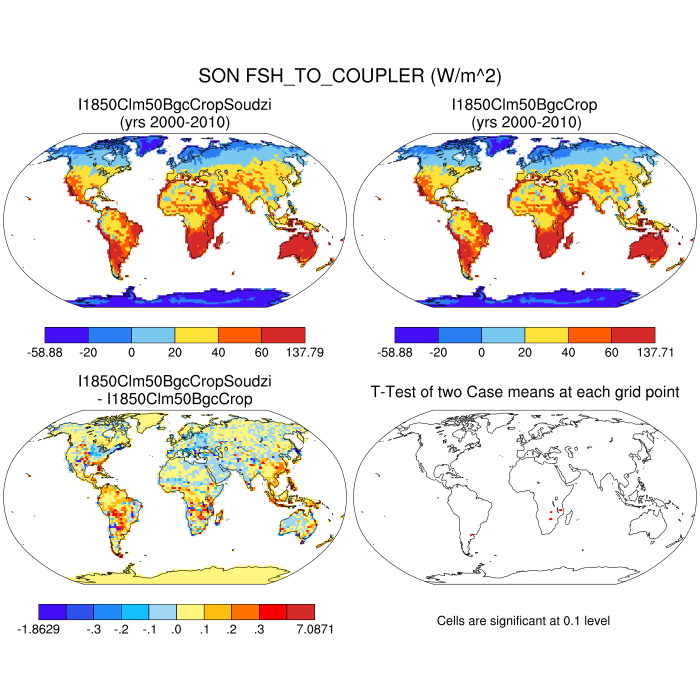 SON FSH_TO_COUPLER (W/m^2)
I1850Clm50BgcCropSoudzi
(yrs 2000-2010)
I1850Clm50BgcCrop
(yrs 2000-2010)
-58.88 -20 0 20 40 60 137.79
-58.88 -20 0 20 40 60 137.71
I1850Clm50BgcCropSoudzi
- I1850Clm50BgcCrop
T-Test of two Case means at each grid point
-1.8629 -.3 -.2 -.1 .0 .1 .2 .3 7.0871
Cells are significant at 0.1 level